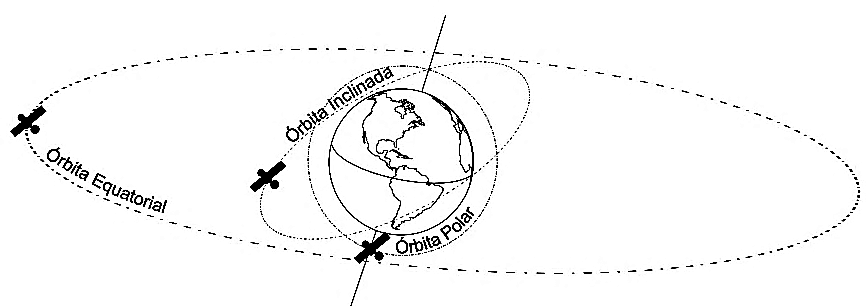 Órbita Inclinada
Órbita Equatorial
Órbita Polar